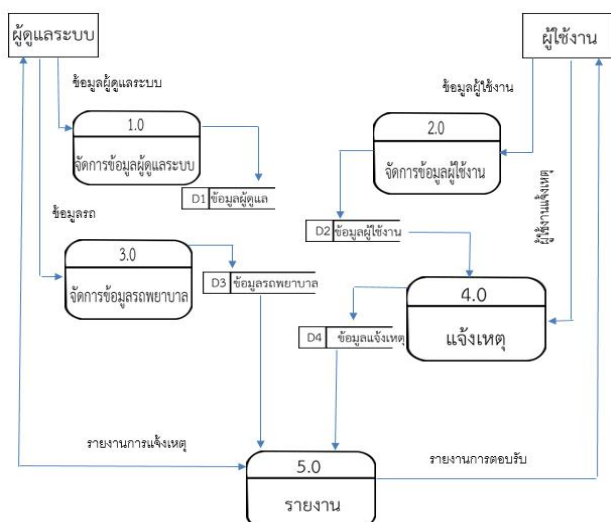 ผู้ดูแลระบบ
ผู้ใช้งาน
ข้อมูลผู้ดูแลระบบ
ข้อมูลผู้ใช้งาน
1.0
จัดการข้อมูลผู้ดูแลระบบ
2.0
จัดการข้อมูลผู้ใช้งาน
D1 ข้อมูลผู้ดูแล
ข้อมูลรถ
D2 ข้อมูลผู้ใช้งาน
ผู้ใช้งานแจ้งเหตุ
3.0
จัดการข้อมูลรถพยาบาล
D3 ข้อมูลรถพยาบาล
4.0
แจ้งเหตุ
D4 ข้อมูลแจ้งเหตุ
รายงานการแจ้งเหตุ
รายงานการตอบรับ
5.0
รายงาน